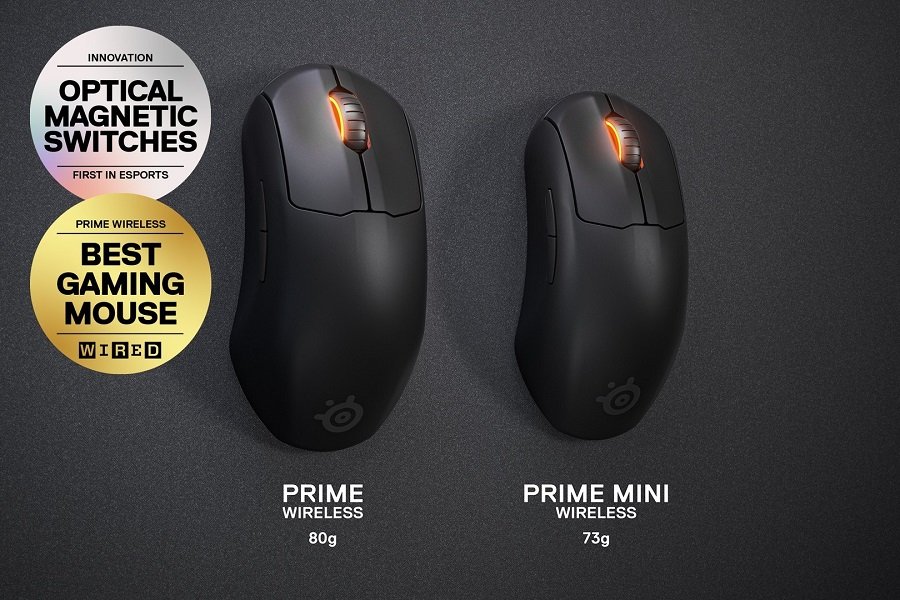 INNOVATION
OPTICAL
MAGNETIC
SWITCHES
FIRST IN ESPORTS
PRIME WIRELESS
BEST
GAMING
MOUSE
WIRED
PRIME
WIRELESS
80g
PRIME MINI
WIRELESS
73g